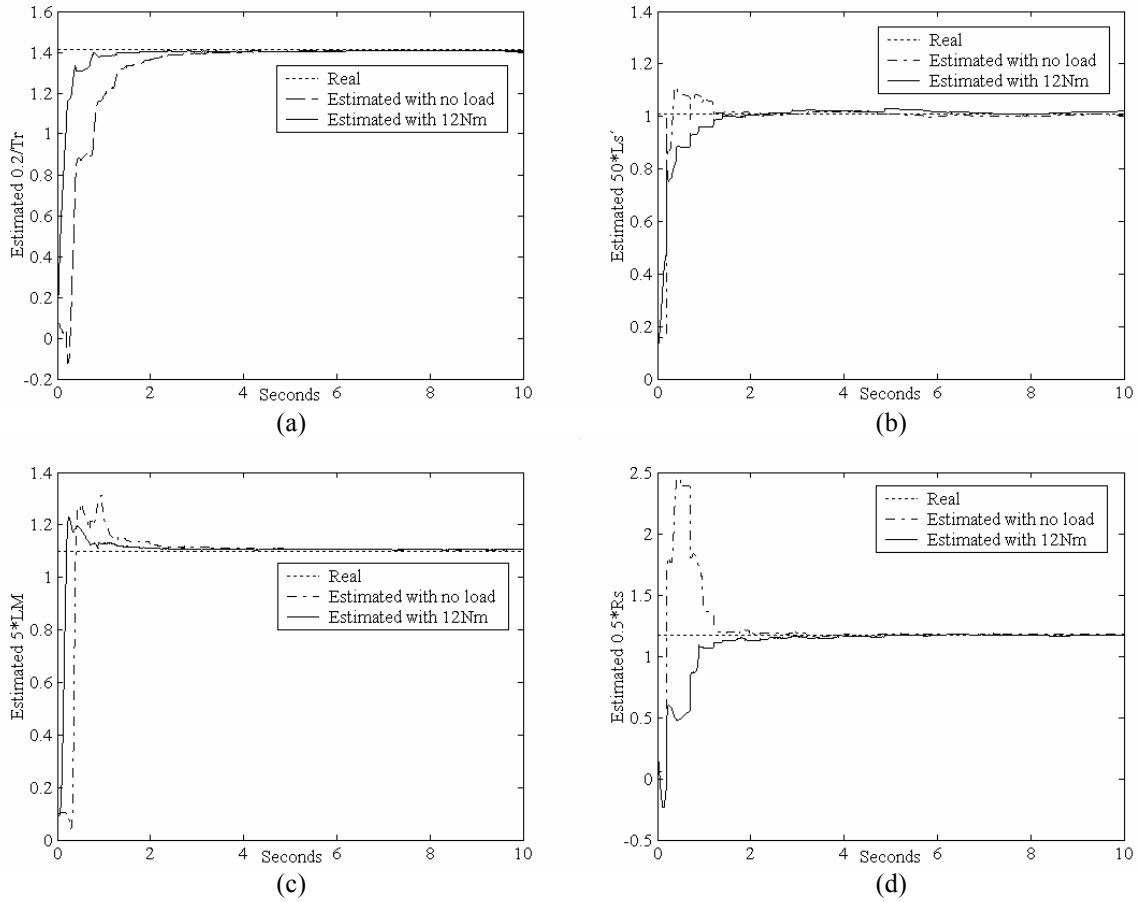 1.6
1.4
1.2
1
0.8
0.6
0.4
0.2
0
-0.2
Estimated 0.2/Tr
Real
Estimated with no load
Estimated with 12Nm
0 2 4 6 8 10
Seconds
(a)
1.4
1.2
1
0.8
0.6
0.4
0.2
0
Estimated 50*Ls´
Real
Estimated with no load
Estimated with 12Nm
0 2 4 6 8 10
Seconds
(b)
1.4
1.2
1
0.8
0.6
0.4
0.2
0
Estimated 5*LM
Real
Estimated with no load
Estimated with 12Nm
0 2 4 6 8 10
Seconds
(c)
2.5
2
1.5
1
0.5
0
-0.5
Estimated 0.5*Rs
Real
Estimated with no load
Estimated with 12Nm
0 2 4 6 8 10
Seconds
(d)